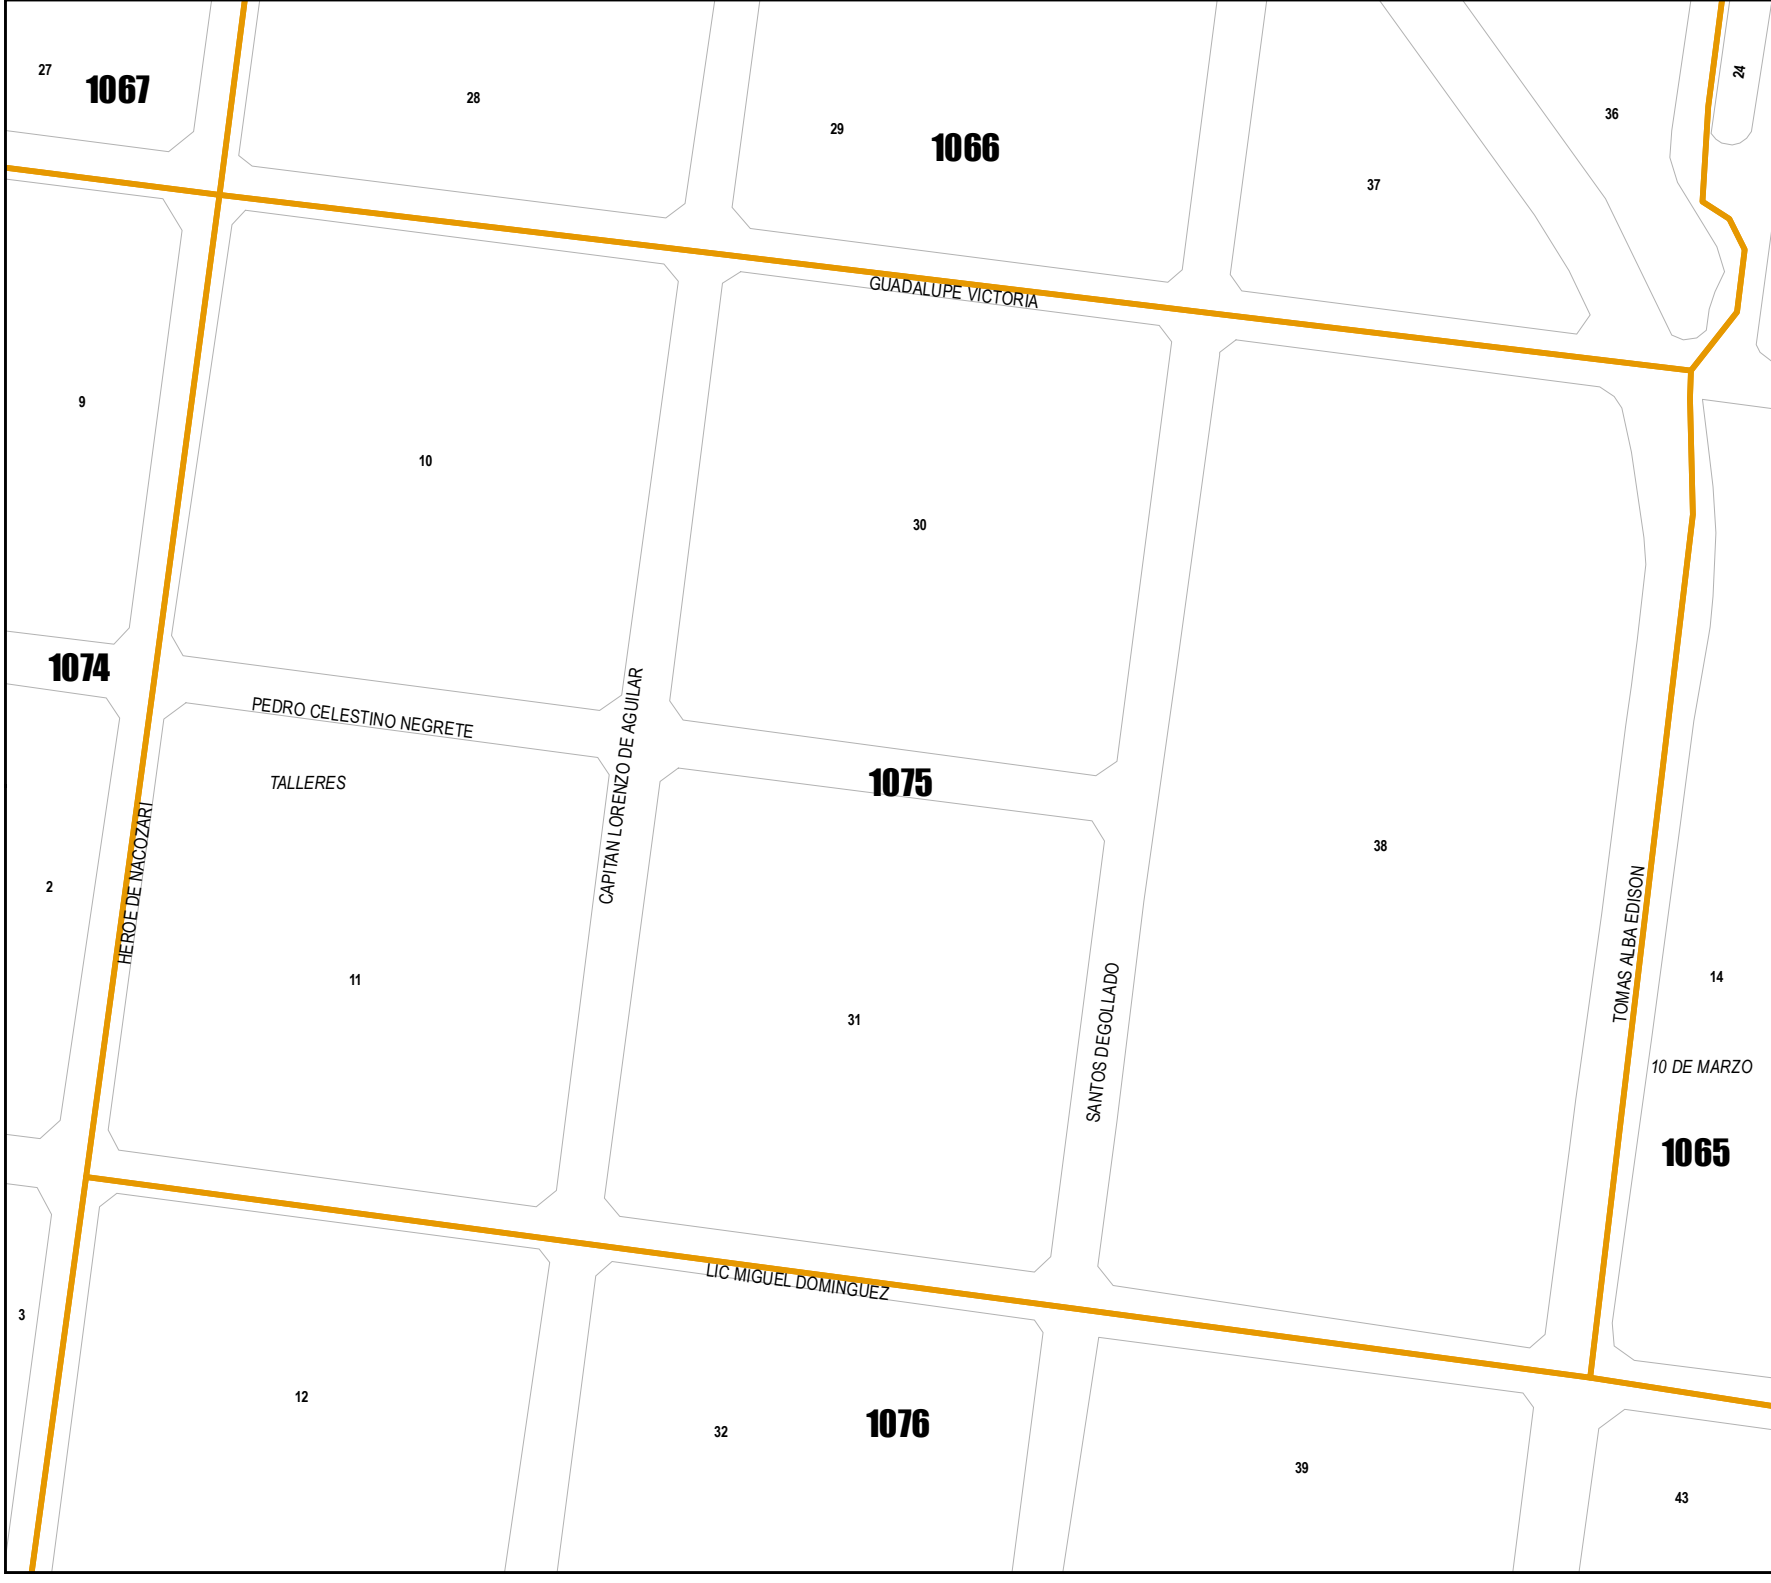 27
1067
28
29
1066
36
24
37
GUADALUPE VICTORIA
9
10
30
1074
PEDRO CELESTINO NEGRETE
CAPITAN LORENZO DE AGUILAR
TALLERES
1075
HEROE DE NACOZARI
38
2
TOMAS ALBA EDISON
11
14
31
SANTOS DEGOLLADO
10 DE MARZO
1065
LIC MIGUEL DOMINGUEZ
3
12
32
1076
39
43